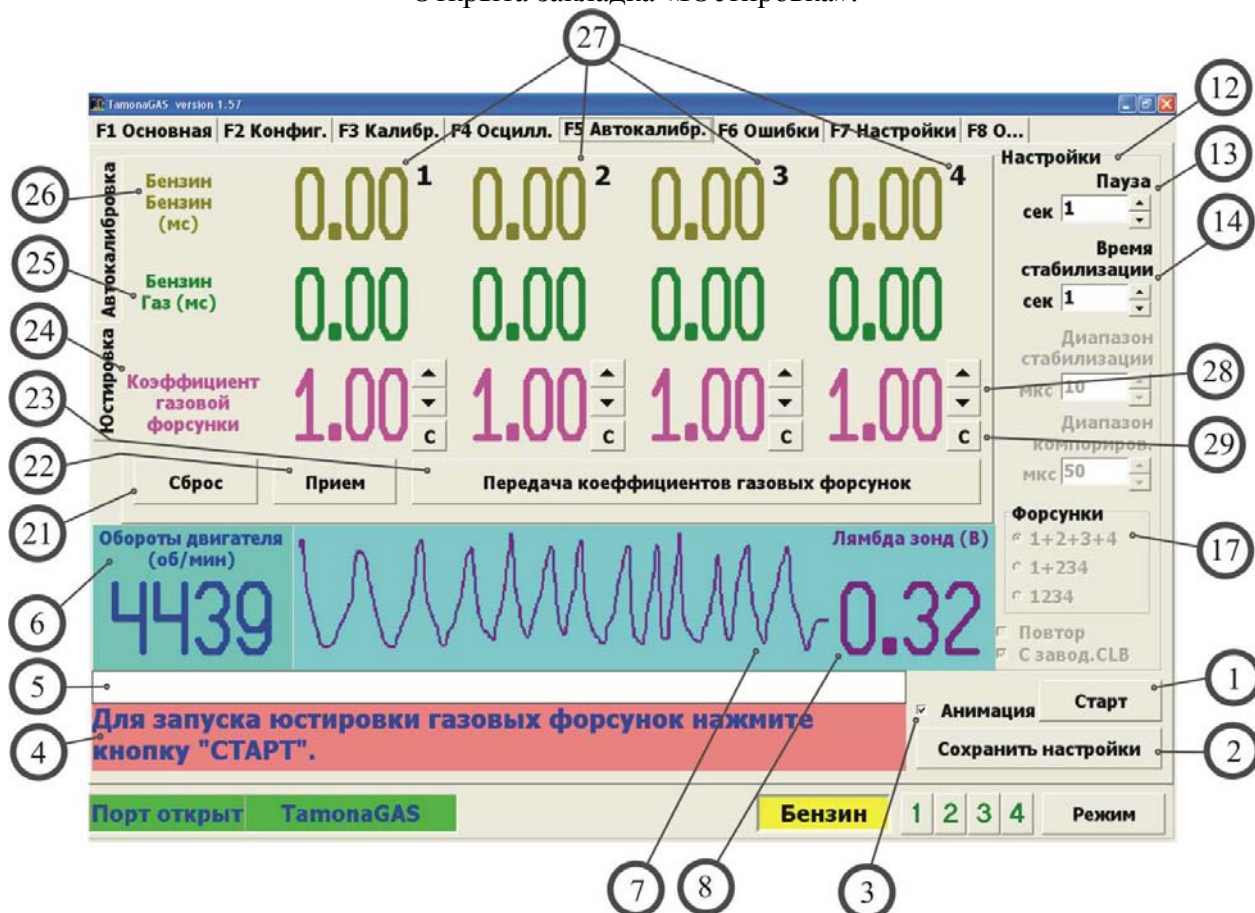 Открыта закладка «Юстировка».
27
TamonaGAS version 1.57
12
F1 Основная F2 Конфиг. F3 Калибр. F4 Осцилл. F5 Автокалибр. F6 Ошибки F7 Настройки F8 О...
Автокалибровка
Юстировка
26
Бензин
Бензин
(мс)
0.00 1 0.00 2 0.00 3 0.00 4
25
Бензин
Газ (мс)
0.00 0.00 0.00 0.00
24
Коэффициент
газовой
форсунки
1.00 1.00 1.00 1.00
C C C C
23
22
21
Сброс Прием Передача коеффициентов газовых форсунок
Настройки
13
Пауза
сек 1
14
Время
стабилизации
сек 1
Диапазон
стабилизации
мкс 10
28
Диапазон
компориров.
мкс 50
29
Форсунки
1+2+3+4
17
1+234
1234
Повтор
С завод.CLB
Обороты двигателя
(об/мин)
4439
6
Лямбда зонд (В)
0.32
5
4
Для запуска юстировки газовых форсунок нажмите
кнопку "СТАРТ".
Анимация Старт
1
Сохранить настройки
2
Порт открыт TamonaGAS Бензин 1 2 3 4 Режим
7 8 3